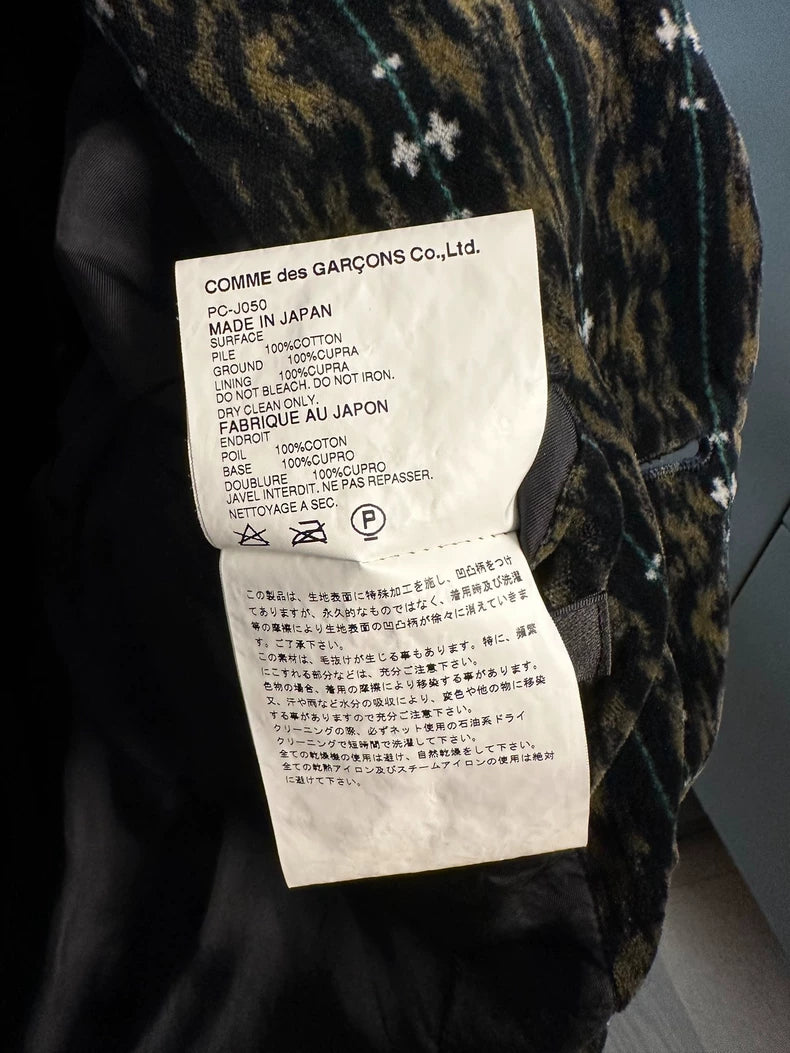 COMME des GARÇONS Co.,Ltd.
PC-J050
MADE IN JAPAN
SURFACE
PILE 100%COTTON
GROUND 100%CUPRA
LINING 100%CUPRA
DO NOT BLEACH. DO NOT IRON.
DRY CLEAN ONLY.
FABRIQUE AU JAPON
ENDROIT
POIL 100%COTON
BASE 100%CUPRO
DOUBLURE 100%CUPRO
JAVEL INTERDIT. NE PAS REPASSER.
NETTOYAGE A SEC.
P
この製品は、生地表面に特殊加工を施し、凹凸柄をつけ
てありますが、永久的なものではなく、着用時及び洗濯
等の摩擦により生地表面の凹凸柄が徐々に消えていきま
す。ご了承下さい。
この素材は、毛抜けが生じる事もあります。特に、頻繁
にこすれる部分などは、充分ご注意下さい。
色物の場合、着用の摩擦により移染する事があります。
又、汗や雨など水分の吸収により、変色や他の物に移染
する事がありますので充分ご注意下さい。
クリーニングの際、必ずネット使用の石油系ドライ
クリーニングで短時間で洗濯して下さい。
全ての乾燥機の使用は避け、自然乾燥をして下さい。
全ての乾熱アイロン及びスチームアイロンの使用は絶対
に避けて下さい。